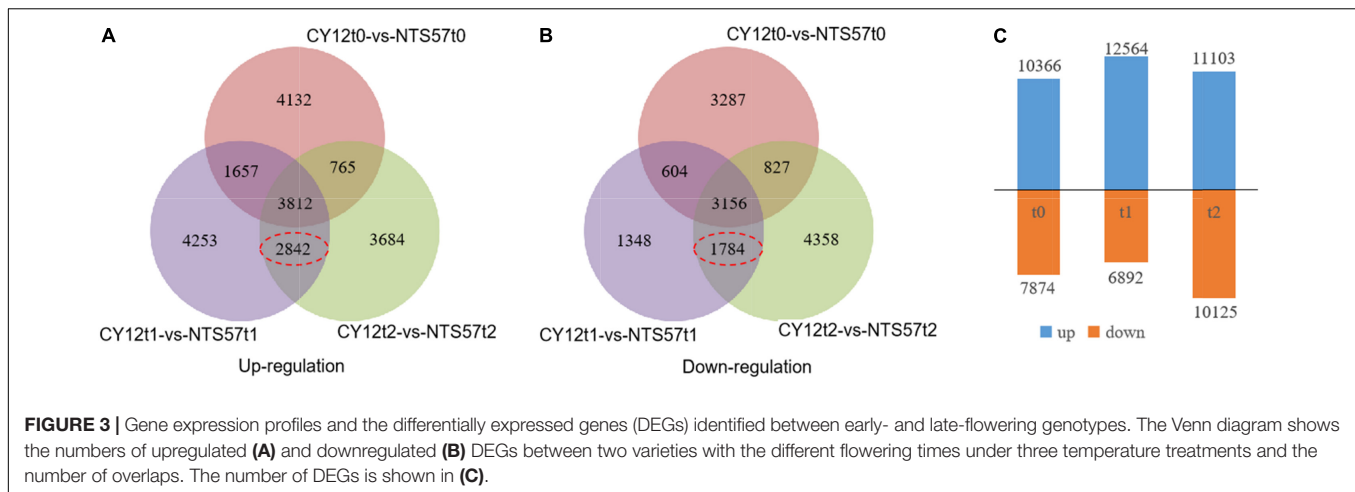 A
CY12t0-vs-NTS57t0
4132
1657
765
3812
4253
2842
3684
CY12t1-vs-NTS57t1
CY12t2-vs-NTS57t2
Up-regulation
B
CY12t0-vs-NTS57t0
3287
604
827
3156
1348
1784
4358
CY12t1-vs-NTS57t1
CY12t2-vs-NTS57t2
Down-regulation
C
10366
12564
11103
t0
t1
t2
7874
6892
10125
up
down
FIGURE 3 | Gene expression profiles and the differentially expressed genes (DEGs) identified between early- and late-flowering genotypes. The Venn diagram shows
the numbers of upregulated (A) and downregulated (B) DEGs between two varieties with the different flowering times under three temperature treatments and the
number of overlaps. The number of DEGs is shown in (C).